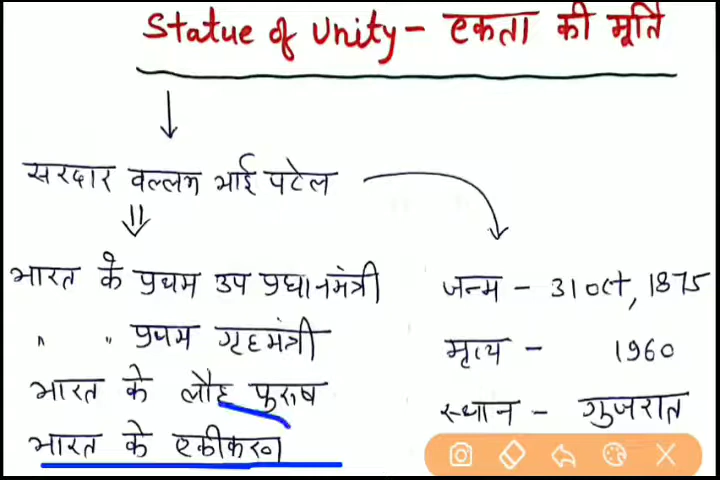 Statue of Unity - एकता की मूर्ति
सरदार वल्लभ भाई पटेल
भारत के प्रथम उप प्रधानमंत्री
" " प्रथम गृहमंत्री
भारत के लौह पुरुष
भारत के एकीकरण
जन्म - 31 oct, 1875
मृत्य - 1960
स्थान - गुजरात